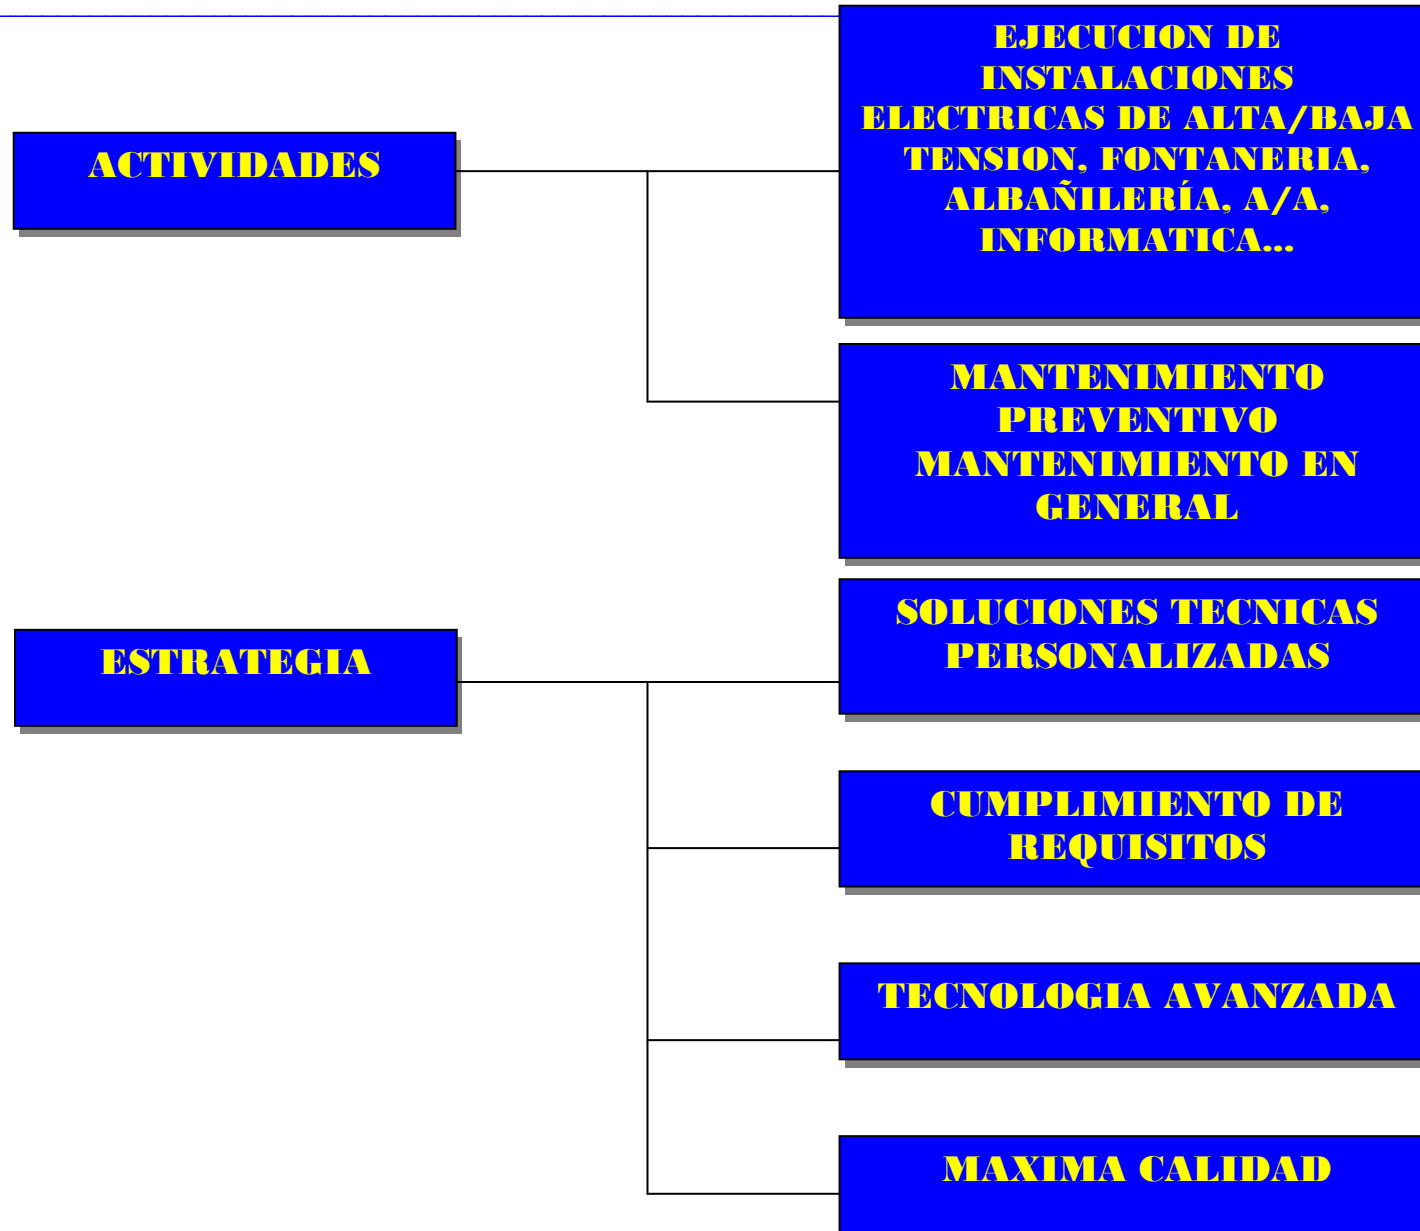 ACTIVIDADES
EJECUCION DE
INSTALACIONES
ELECTRICAS DE ALTA/BAJA
TENSION, FONTANERIA,
ALBAÑILERÍA, A/A,
INFORMATICA...
MANTENIMIENTO
PREVENTIVO
MANTENIMIENTO EN
GENERAL
ESTRATEGIA
SOLUCIONES TECNICAS
PERSONALIZADAS
CUMPLIMIENTO DE
REQUISITOS
TECNOLOGIA AVANZADA
MAXIMA CALIDAD